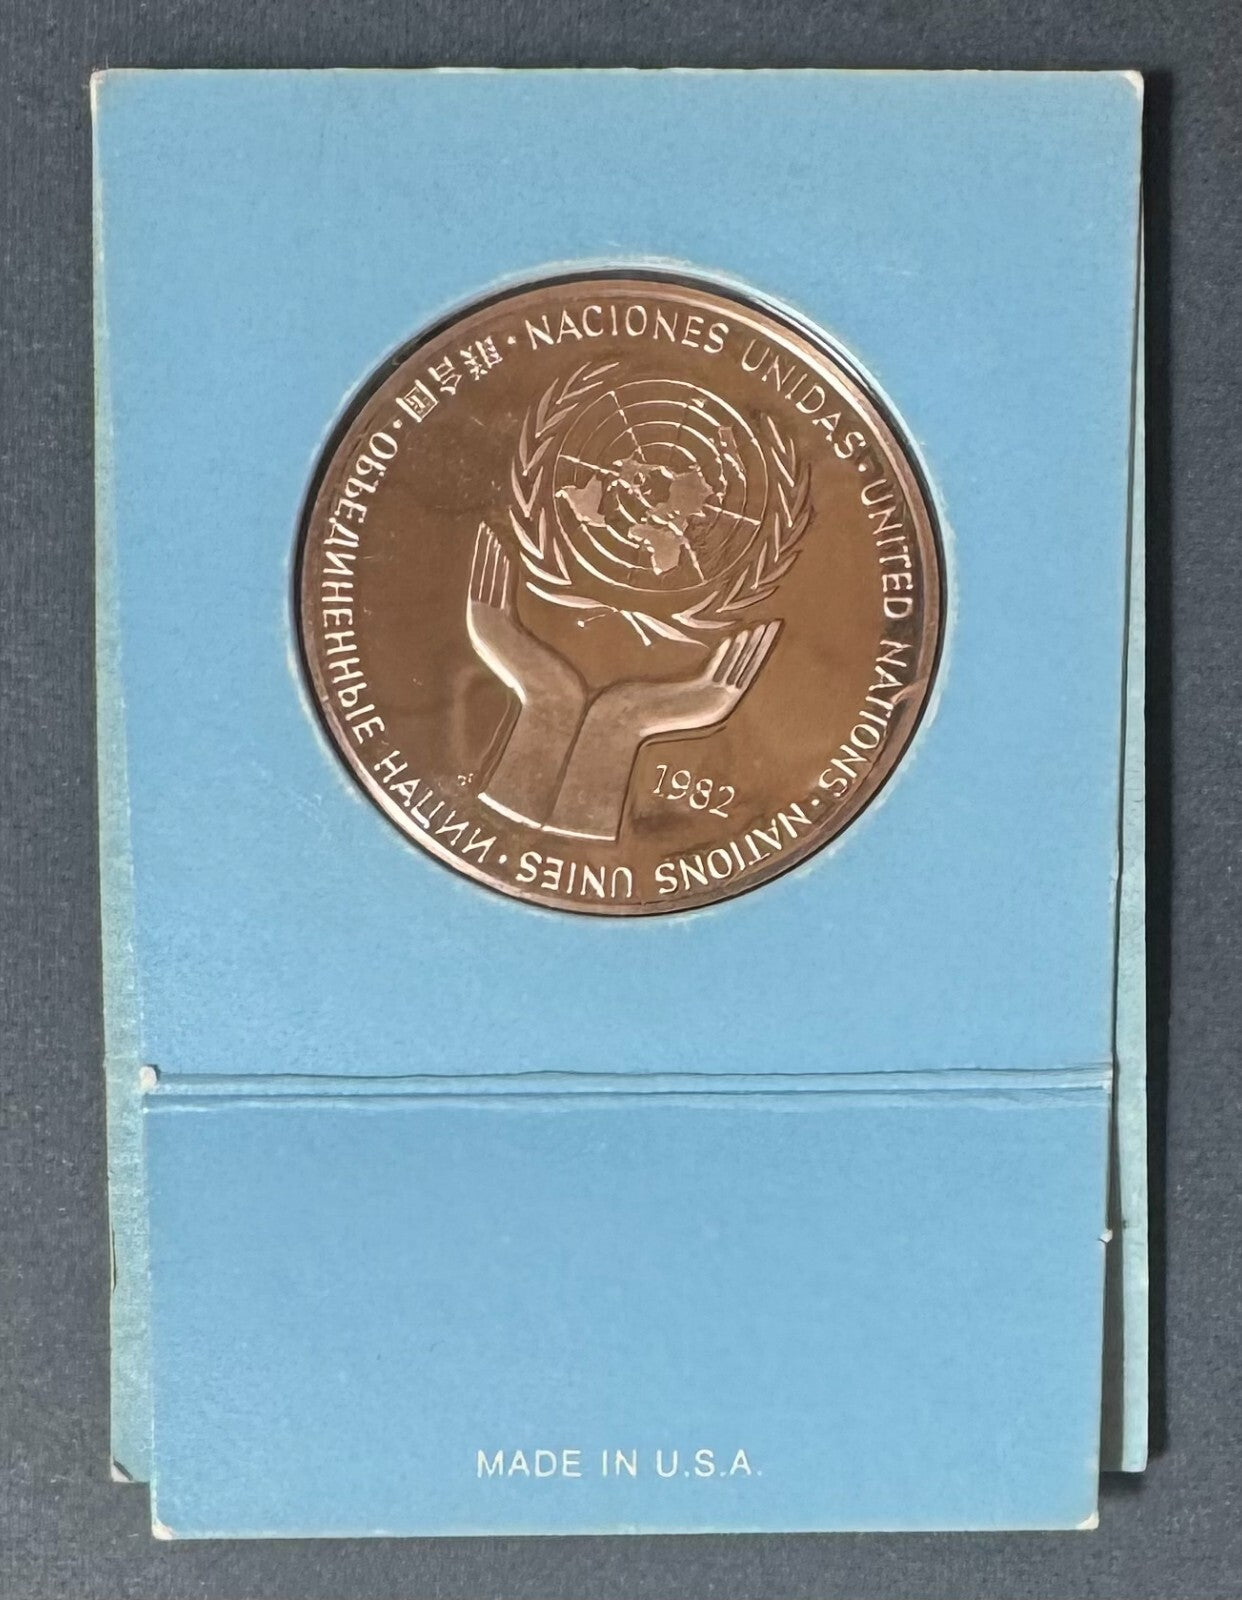 NACIONES UNIDAS · UNITED NATIONS · NATIONS UNIES · ОБЪЕДИНЕННЫЕ НАЦИИ · 联合国 ·
1982
MADE IN U.S.A.